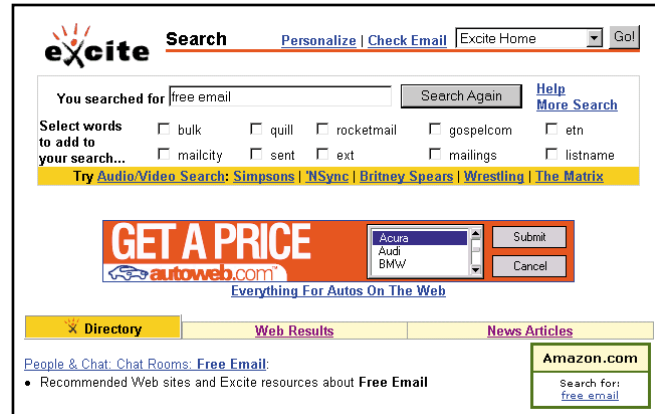 excite Search Personalize | Check Email Excite Home Go!
You searched for free email Search Again Help
More Search
Select words
to add to
your search...
bulk quill rocketmail gospelcom etn
mailcity sent ext mailings listname
Try Audio/Video Search: Simpsons | 'NSync | Britney Spears | Wrestling | The Matrix
GET A PRICE
autoweb.com™
Acura
Audi
BMW
Submit
Cancel
Everything For Autos On The Web
Directory Web Results News Articles
People & Chat: Chat Rooms: Free Email:
• Recommended Web sites and Excite resources about Free Email
Amazon.com
Search for:
free email